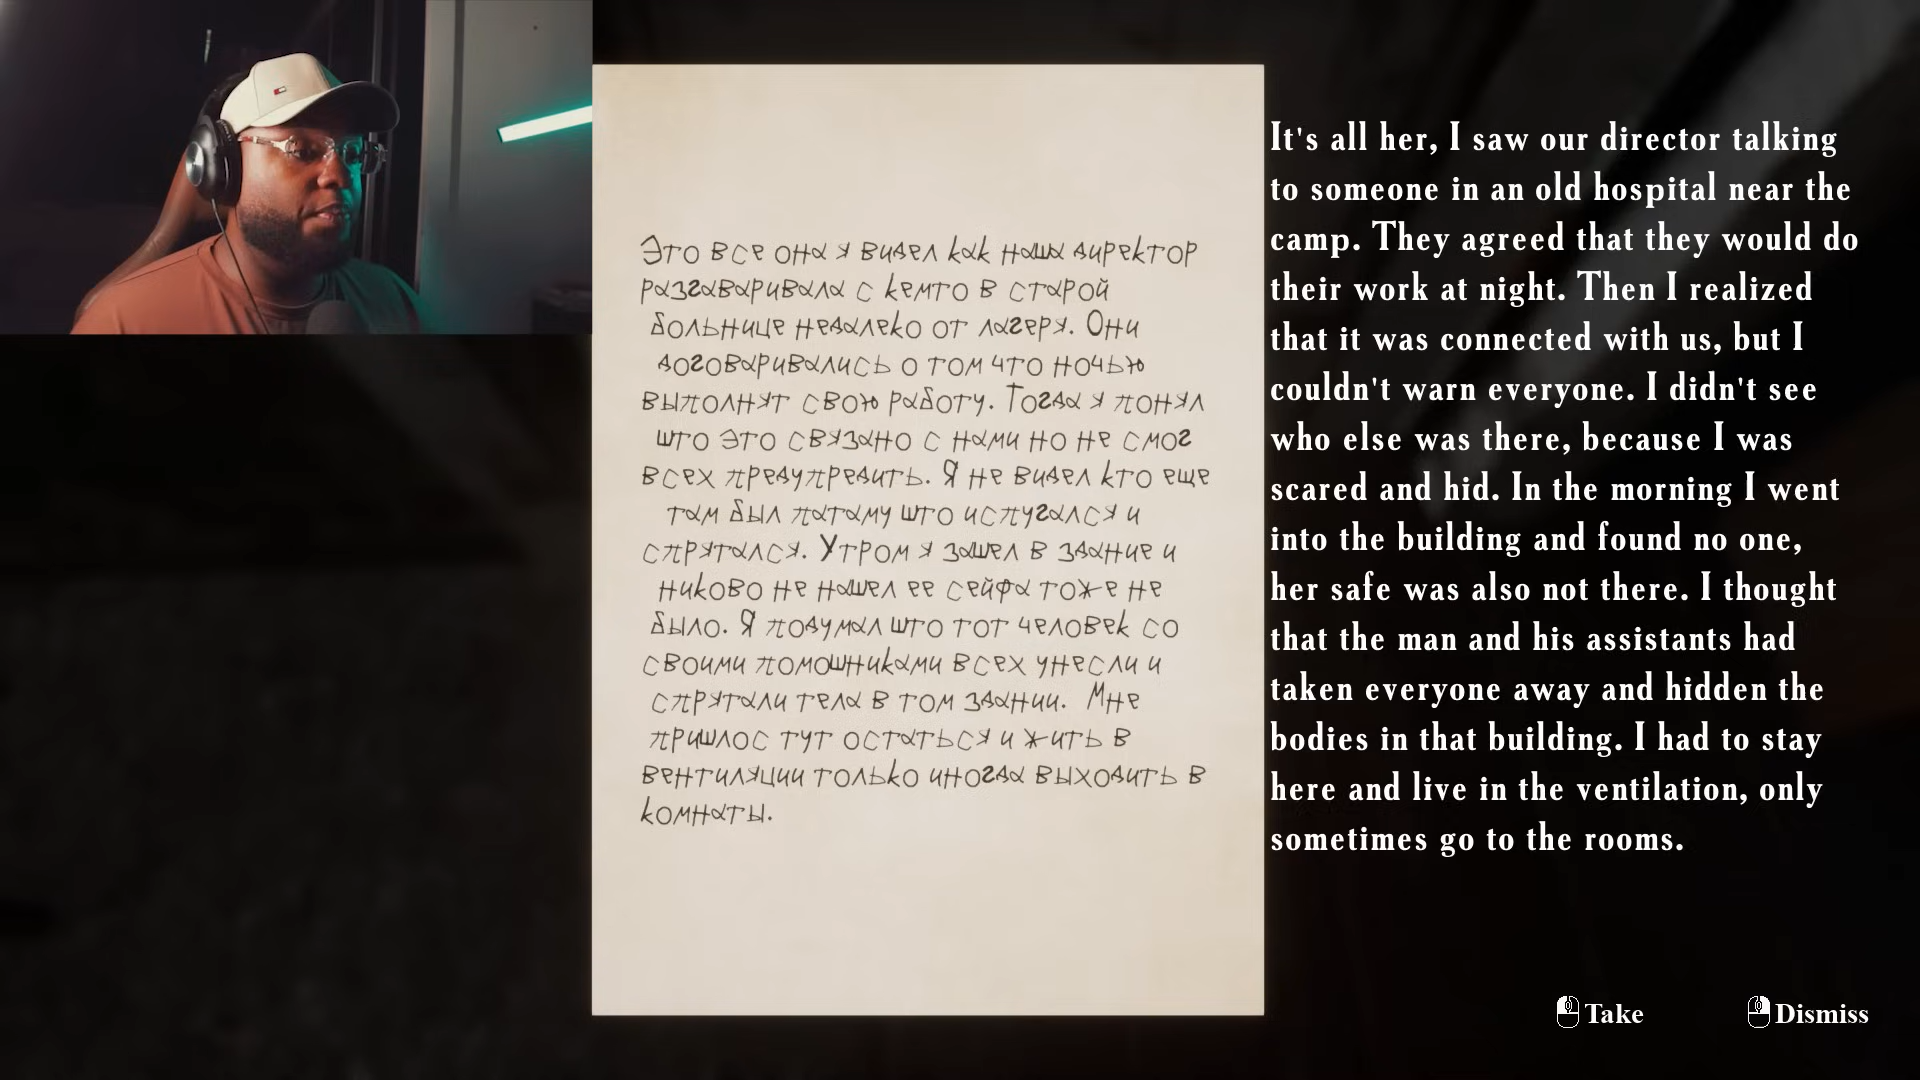 Это все она я видел как наша директор
разгаваривала с кемто в старой
больнице недалеко от лагеря. Они
договаривались о том что ночью
выполнят свою работу. Тогда я понял
што это связано с нами но не смог
всех предупредить. Я не видел кто еще
там был патаму што испугался и
спрятался. Утром я зашел в здание и
никово не нашел ее сейфа тоже не
было. Я подумал што тот человек со
своими помошниками всех унесли и
спрятали тела в том здании. Мне
пришлос тут остаться и жить в
вентиляции только иногда выходить в
комнаты.
It's all her, I saw our director talking
to someone in an old hospital near the
camp. They agreed that they would do
their work at night. Then I realized
that it was connected with us, but I
couldn't warn everyone. I didn't see
who else was there, because I was
scared and hid. In the morning I went
into the building and found no one,
her safe was also not there. I thought
that the man and his assistants had
taken everyone away and hidden the
bodies in that building. I had to stay
here and live in the ventilation, only
sometimes go to the rooms.
Take
Dismiss